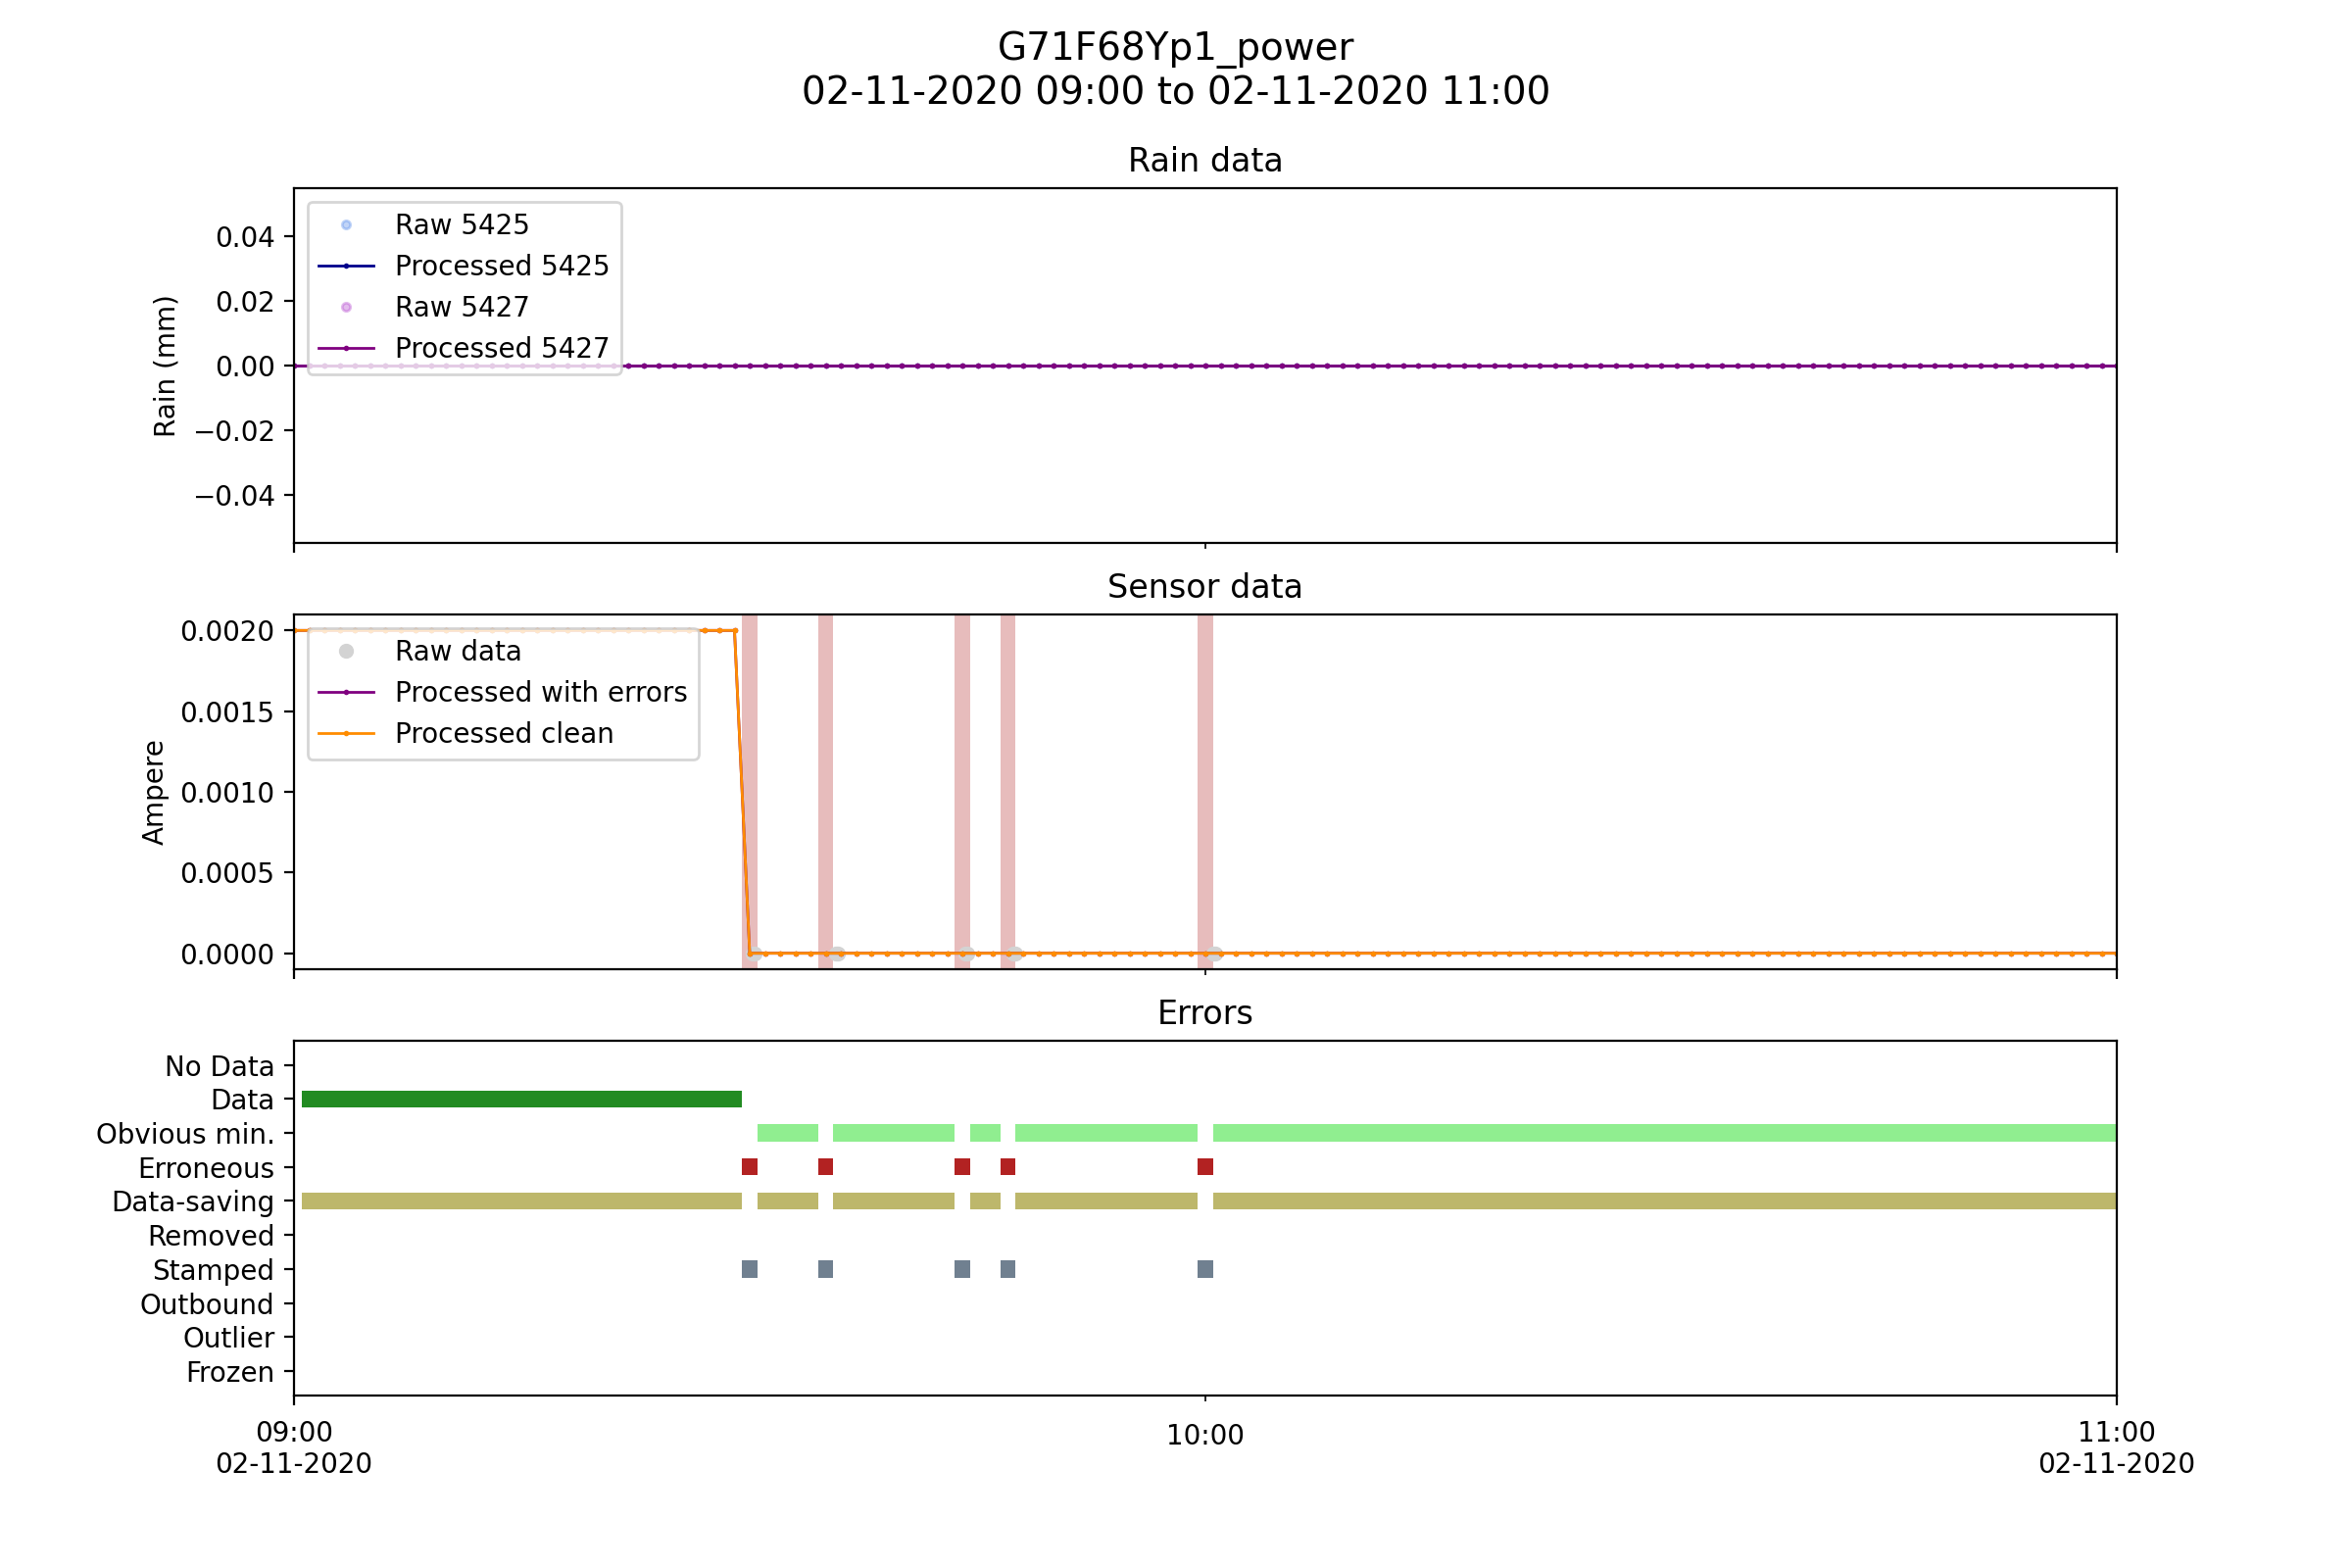 G71F68Yp1_power
02-11-2020 09:00 to 02-11-2020 11:00
Rain data
Rain (mm)
0.04
0.02
0.00
−0.02
−0.04
Raw 5425
Processed 5425
Raw 5427
Processed 5427
Sensor data
Ampere
0.0020
0.0015
0.0010
0.0005
0.0000
Raw data
Processed with errors
Processed clean
Errors
No Data
Data
Obvious min.
Erroneous
Data-saving
Removed
Stamped
Outbound
Outlier
Frozen
09:00
02-11-2020
10:00
11:00
02-11-2020